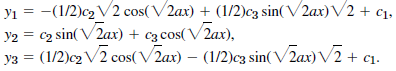 y₁ = −(1/2)c₂√2 cos(√2ax) + (1/2)c₃ sin(√2ax)√2 + c₁,
y₂ = c₂ sin(√2ax) + c₃ cos(√2ax),
y₃ = (1/2)c₂√2 cos(√2ax) − (1/2)c₃ sin(√2ax)√2 + c₁.